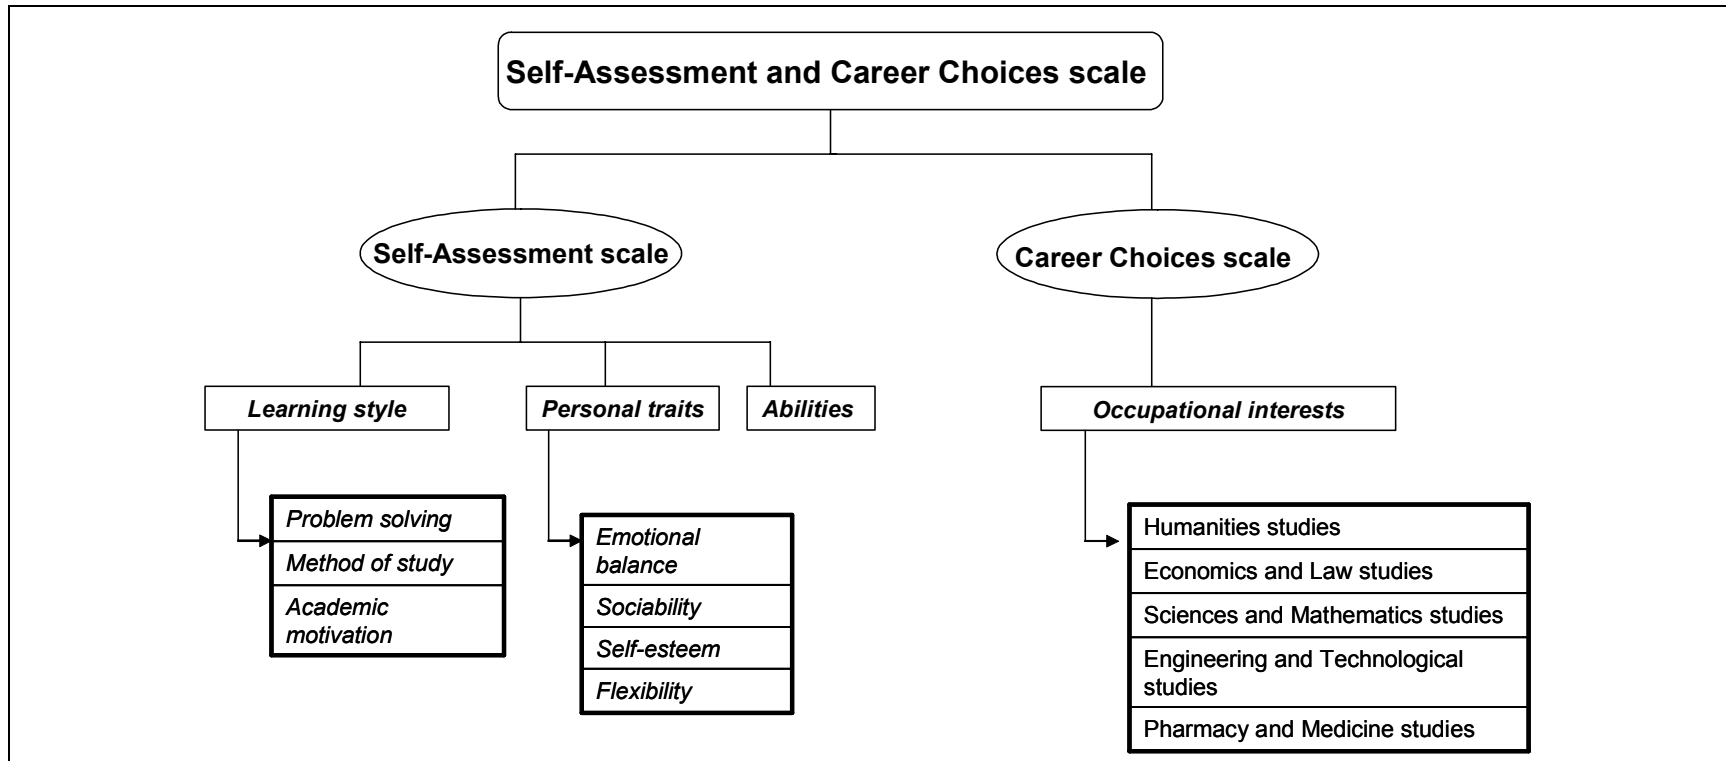 Self-Assessment and Career Choices scale
Self-Assessment scale
Career Choices scale
Learning style
Personal traits
Abilities
Occupational interests
Problem solving
Method of study
Academic
motivation
Emotional
balance
Sociability
Self-esteem
Flexibility
Humanities studies
Economics and Law studies
Sciences and Mathematics studies
Engineering and Technological
studies
Pharmacy and Medicine studies